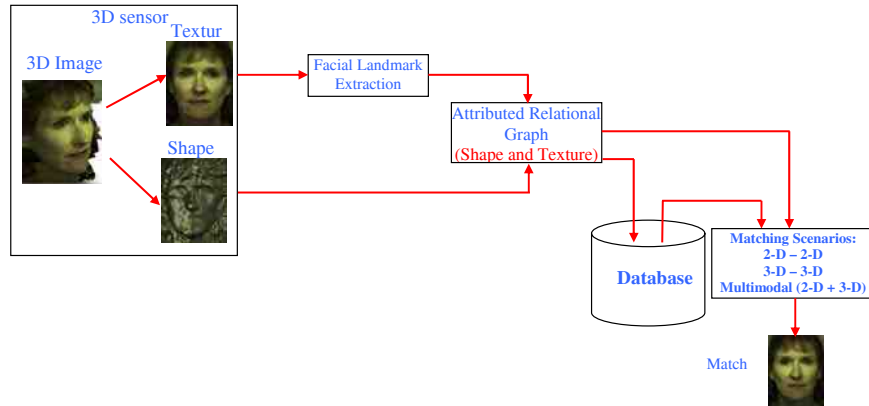 3D sensor
Textur
3D Image
Shape
Facial Landmark
Extraction
Attributed Relational
Graph
(Shape and Texture)
Database
Matching Scenarios:
2-D – 2-D
3-D – 3-D
Multimodal (2-D + 3-D)
Match